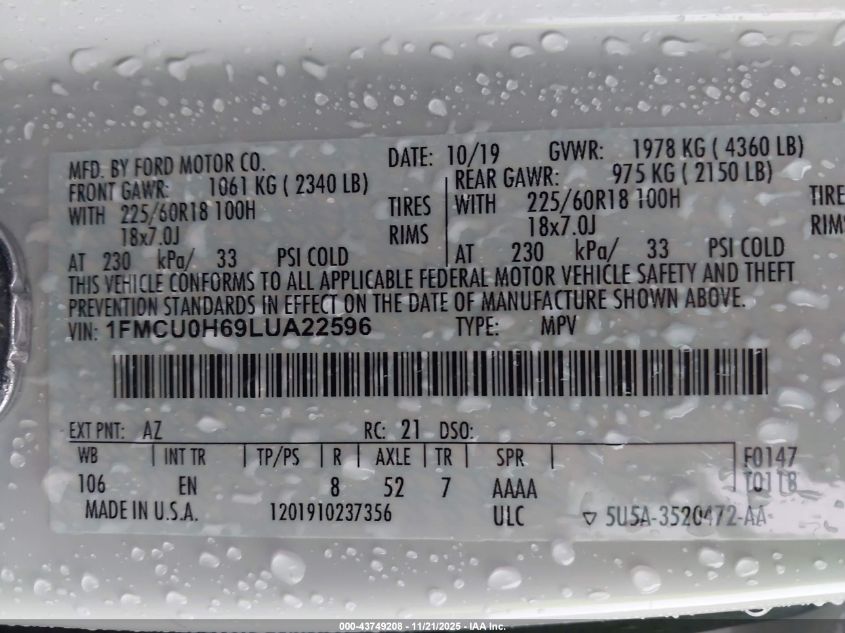 MFD. BY FORD MOTOR CO. DATE: 10/19 GVWR: 1978 KG ( 4360 LB)
FRONT GAWR: 1061 KG ( 2340 LB) REAR GAWR: 975 KG ( 2150 LB)
WITH 225/60R18 100H TIRES WITH 225/60R18 100H TIRE
18x7.0J RIMS 18x7.0J RIM
AT 230 kPa/ 33 PSI COLD AT 230 kPa/ 33 PSI COLD
THIS VEHICLE CONFORMS TO ALL APPLICABLE FEDERAL MOTOR VEHICLE SAFETY AND THEFT
PREVENTION STANDARDS IN EFFECT ON THE DATE OF MANUFACTURE SHOWN ABOVE.
VIN: 1FMCU0H69LUA22596 TYPE: MPV
EXT PNT: AZ RC: 21 DSO:
WB INT TR TP/PS R AXLE TR SPR F0147
106 EN 8 52 7 AAAA T011B
MADE IN U.S.A. 1201910237356 ULC ▽ 5U5A-3520472-AA
000-43749208 - 11/21/2025 - IAA Inc.